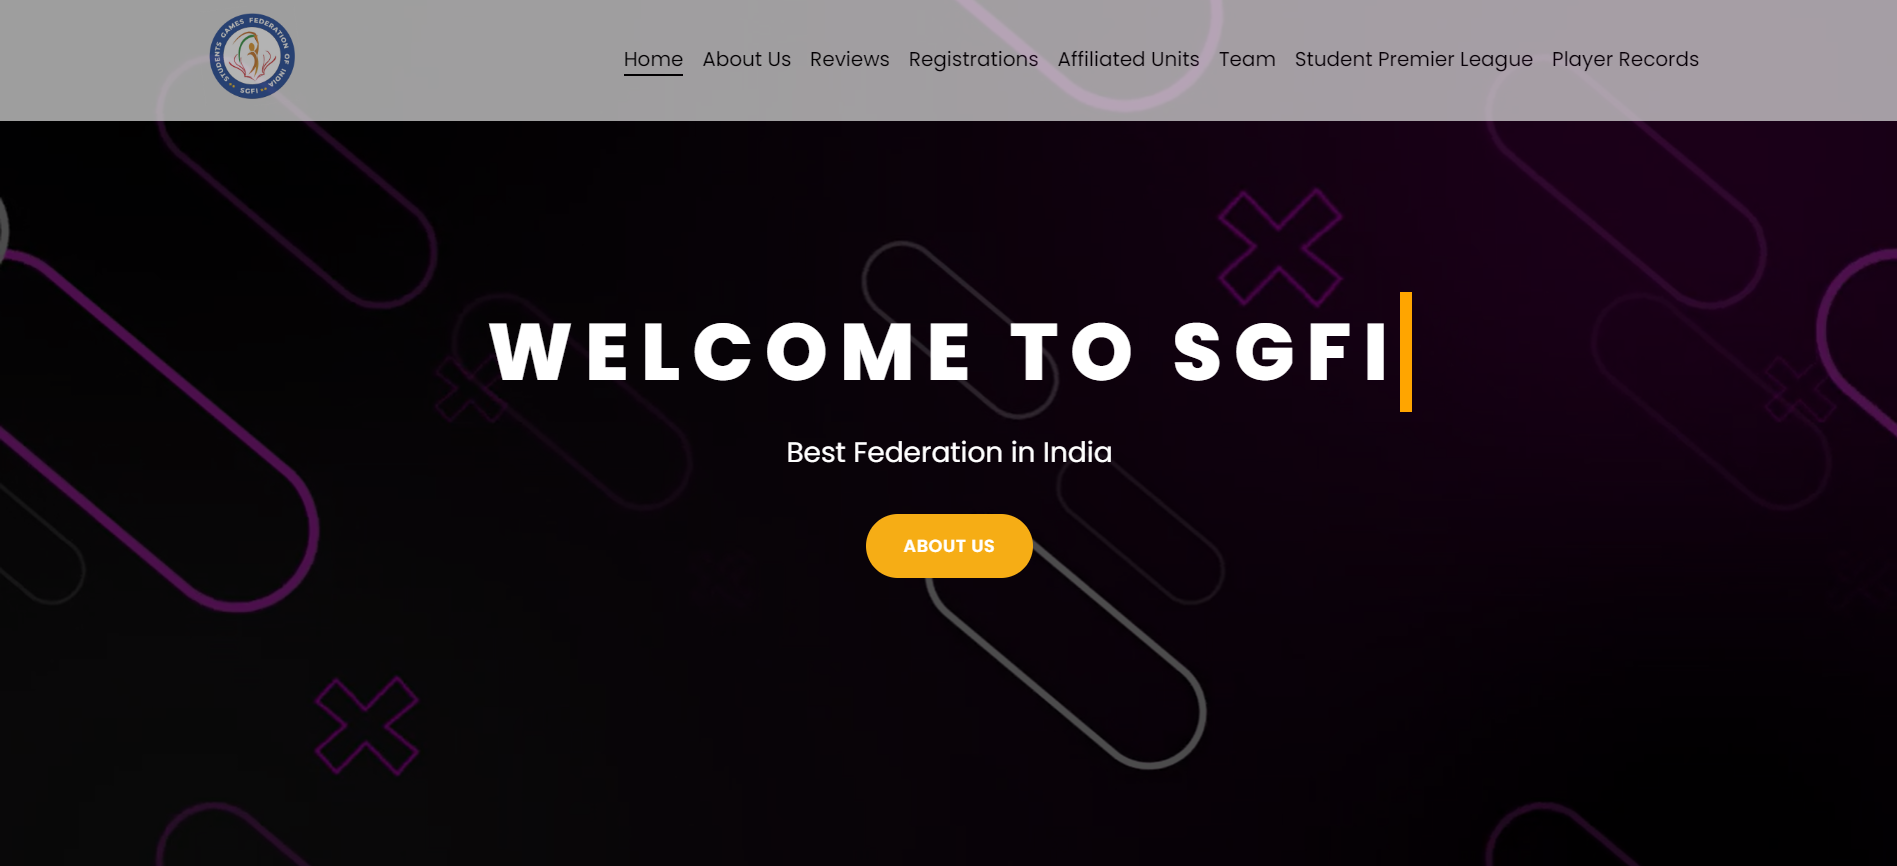 STUDENTS GAMES FEDERATION OF INDIA
SGFI
Home About Us Reviews Registrations Affiliated Units Team Student Premier League Player Records
WELCOME TO SGFI
Best Federation in India
ABOUT US